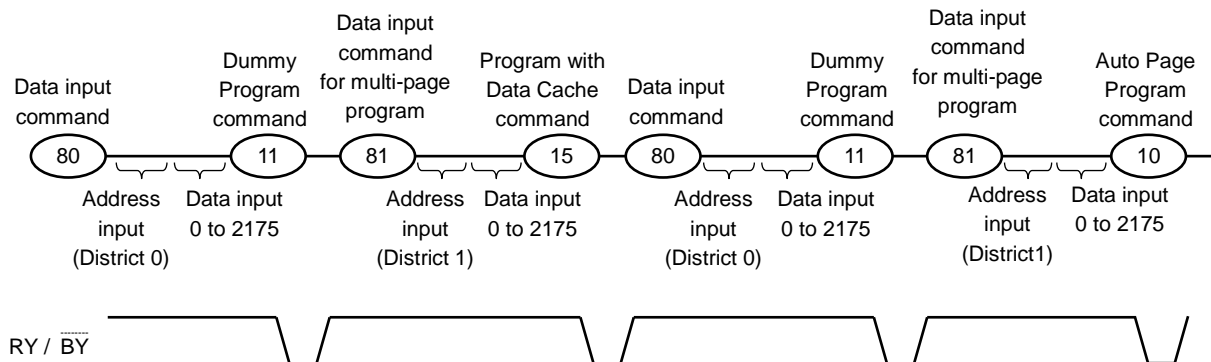 Data input
command
80
Address
input
(District 0)
Data input
0 to 2175
Dummy
Program
command
11
Data input
command
for multi-page
program
81
Address
input
(District 1)
Data input
0 to 2175
Program with
Data Cache
command
15
Data input
command
80
Address
input
(District 0)
Data input
0 to 2175
Dummy
Program
command
11
Data input
command
for multi-page
program
81
Address
input
(District1)
Data input
0 to 2175
Auto Page
Program
command
10
RY / BY